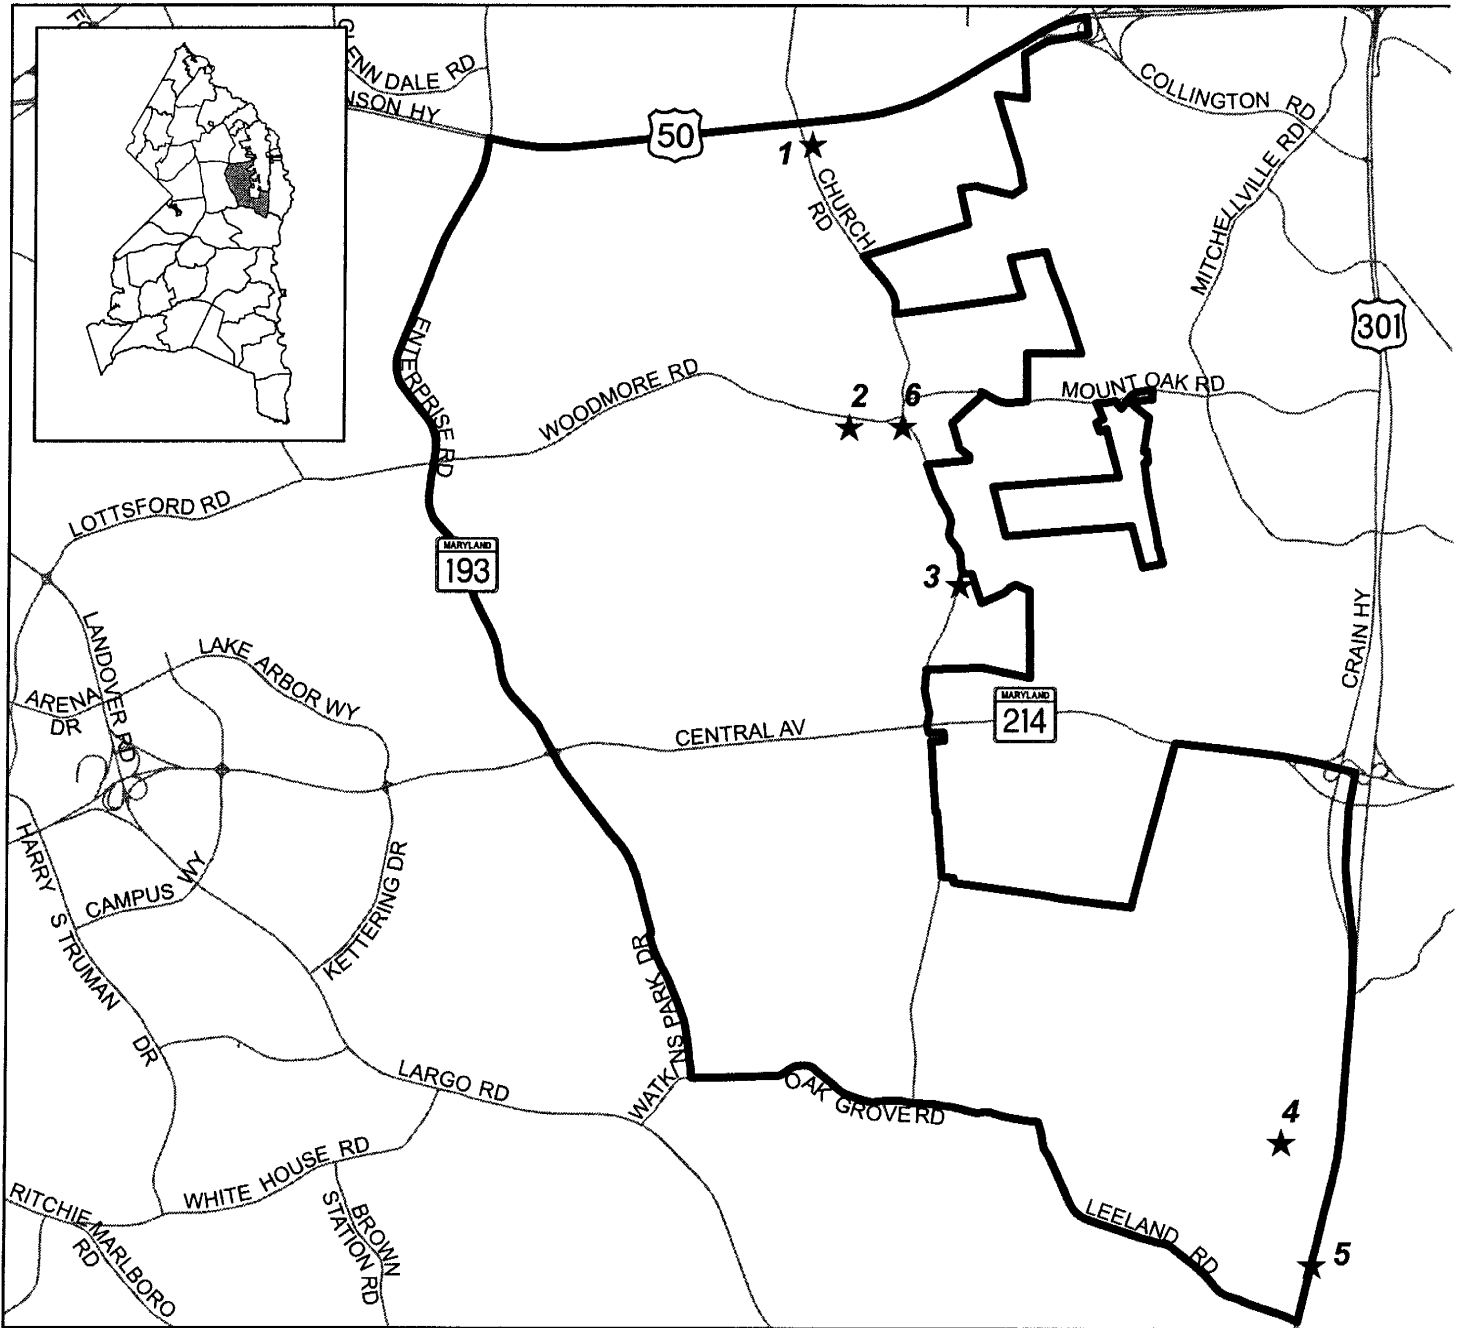 ENN DALE RD
NSON HY
COLLINGTON RD
50
1
CHURCH
RD
MITCHELLVILLE RD
301
ENTERPRISE RD
WOODMORE RD
2
6
MOUNT OAK RD
LOTTSFORD RD
MARYLAND
193
3
CRAIN HY
LANDOVER RD
LAKE ARBOR WY
ARENA
DR
MARYLAND
214
CENTRAL AV
HARRY
S TRUMAN
DR
CAMPUS WY
KETTERING DR
WATKINS PARK DR
LARGO RD
OAK GROVE RD
4
WHITE HOUSE RD
BROWN
STATION RD
RITCHIE MARLBORO
RD
LEELAND RD
5